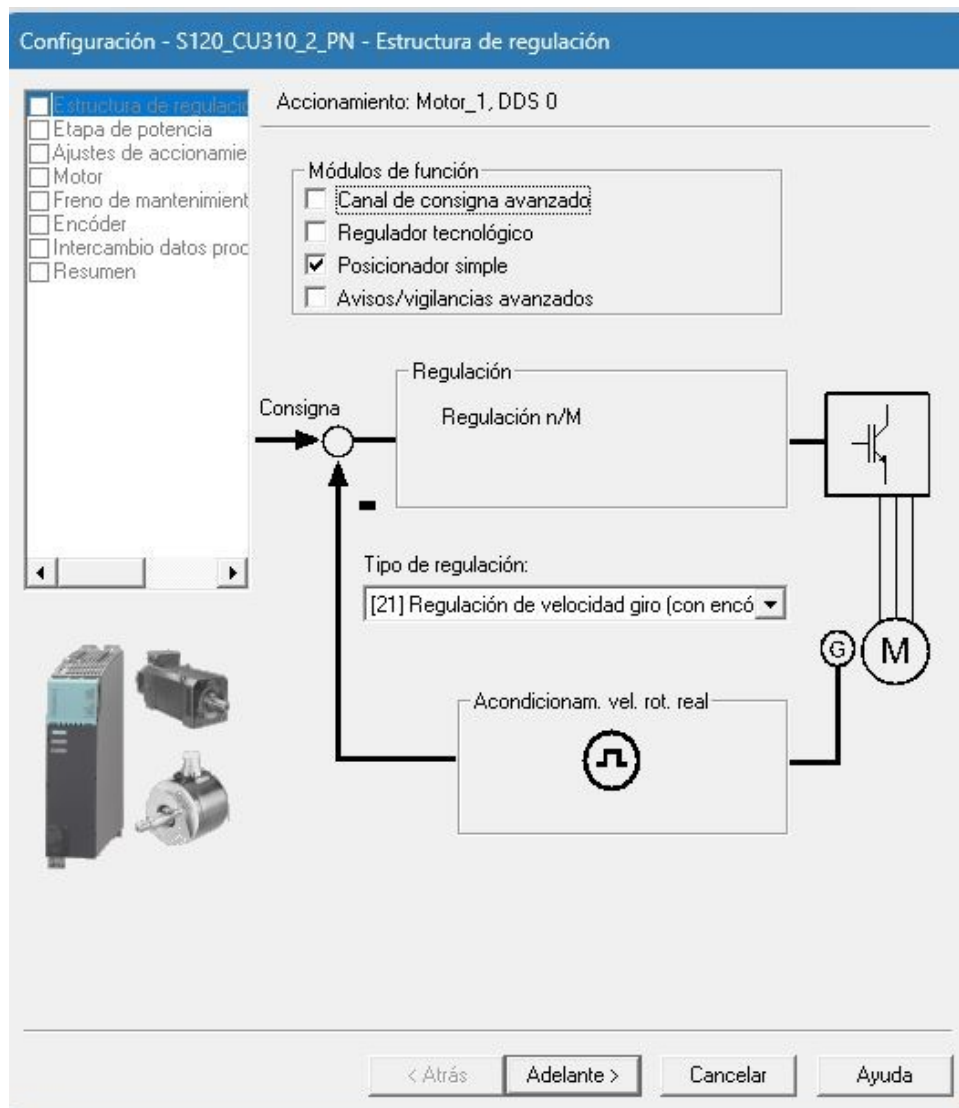 Configuración - S120_CU310_2_PN - Estructura de regulación
Estructura de regulació
Etapa de potencia
Ajustes de accionamie
Motor
Freno de mantenimient
Encóder
Intercambio datos proc
Resumen
Accionamiento: Motor_1, DDS 0
Módulos de función
Canal de consigna avanzado
Regulador tecnológico
Posicionador simple
Avisos/vigilancias avanzados
Regulación
Consigna
Regulación n/M
Tipo de regulación:
[21] Regulación de velocidad giro (con encó
G
M
Acondicionam. vel. rot. real
< Atrás
Adelante >
Cancelar
Ayuda